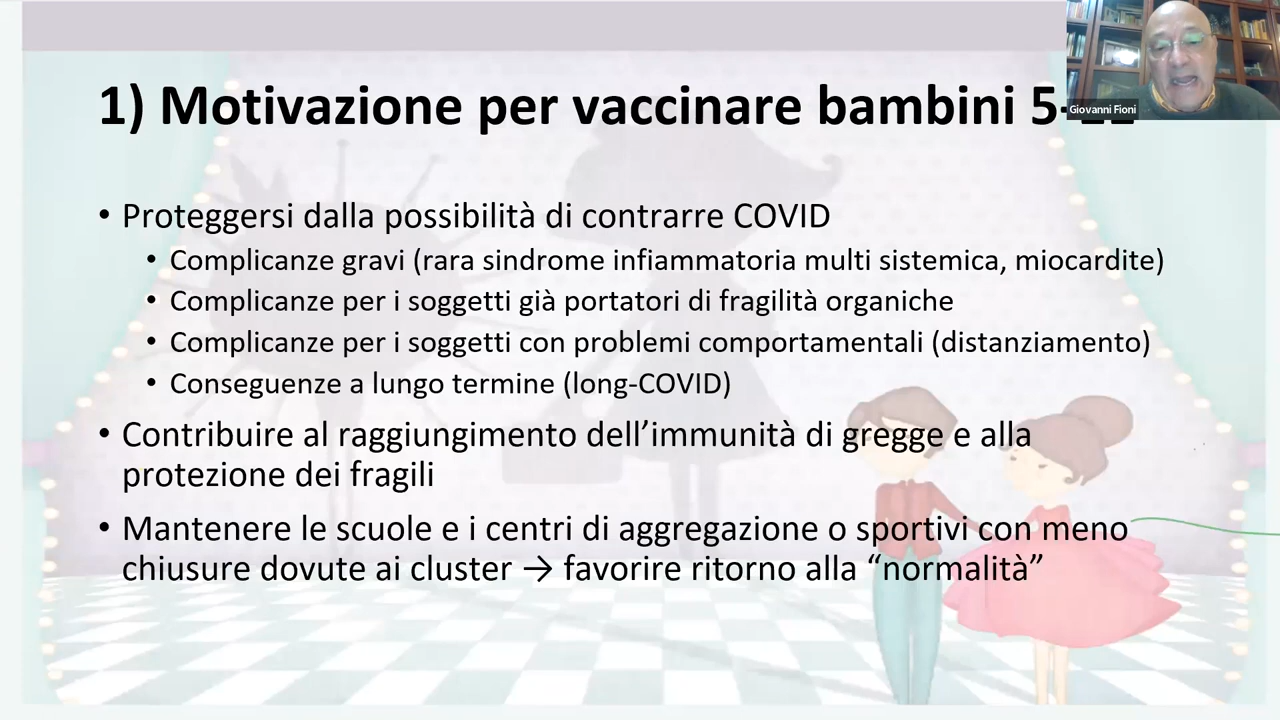 1) Motivazione per vaccinare bambini 5-
Giovanni Fioni
• Proteggersi dalla possibilità di contrarre COVID
• Complicanze gravi (rara sindrome infiammatoria multi sistemica, miocardite)
• Complicanze per i soggetti già portatori di fragilità organiche
• Complicanze per i soggetti con problemi comportamentali (distanziamento)
• Conseguenze a lungo termine (long-COVID)
• Contribuire al raggiungimento dell’immunità di gregge e alla
protezione dei fragili
• Mantenere le scuole e i centri di aggregazione o sportivi con meno
chiusure dovute ai cluster → favorire ritorno alla “normalità”